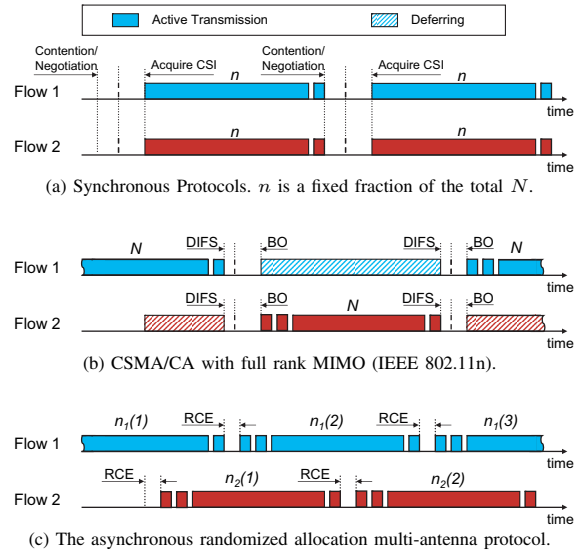 Active Transmission Deferring
Contention/ Negotiation Acquire CSI Contention/ Negotiation Acquire CSI
Flow 1 n n time
Flow 2 n n time
(a) Synchronous Protocols. n is a fixed fraction of the total N.
N DIFS BO DIFS BO N
Flow 1 time
DIFS BO N DIFS BO
Flow 2 time
(b) CSMA/CA with full rank MIMO (IEEE 802.11n).
n1(1) RCE n1(2) RCE n1(3)
Flow 1 time
RCE n2(1) RCE n2(2)
Flow 2 time
(c) The asynchronous randomized allocation multi-antenna protocol.